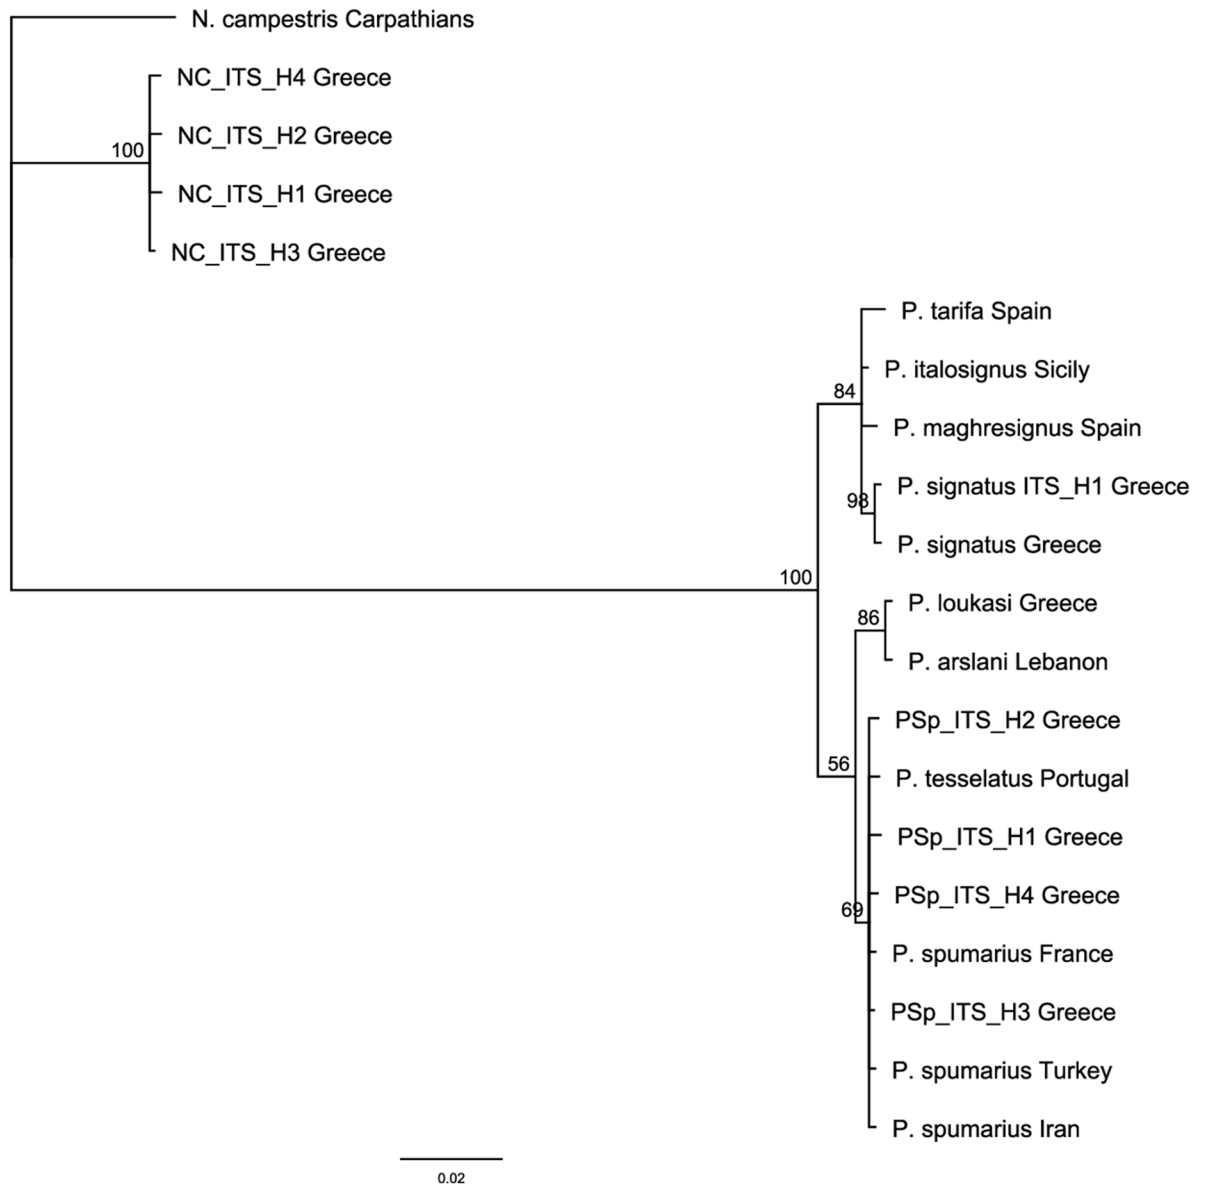 N. campestris Carpathians
NC_ITS_H4 Greece
NC_ITS_H2 Greece
100
NC_ITS_H1 Greece
NC_ITS_H3 Greece
P. tarifa Spain
P. italosignus Sicily
84
P. maghresignus Spain
P. signatus ITS_H1 Greece
98
P. signatus Greece
100
P. loukasi Greece
86
P. arslani Lebanon
PSp_ITS_H2 Greece
56
P. tesselatus Portugal
PSp_ITS_H1 Greece
PSp_ITS_H4 Greece
69
P. spumarius France
PSp_ITS_H3 Greece
P. spumarius Turkey
P. spumarius Iran
0.02